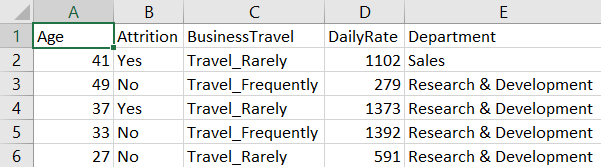 A B C D E
1 Age Attrition BusinessTravel DailyRate Department
2 41 Yes Travel_Rarely 1102 Sales
3 49 No Travel_Frequently 279 Research & Development
4 37 Yes Travel_Rarely 1373 Research & Development
5 33 No Travel_Frequently 1392 Research & Development
6 27 No Travel_Rarely 591 Research & Development